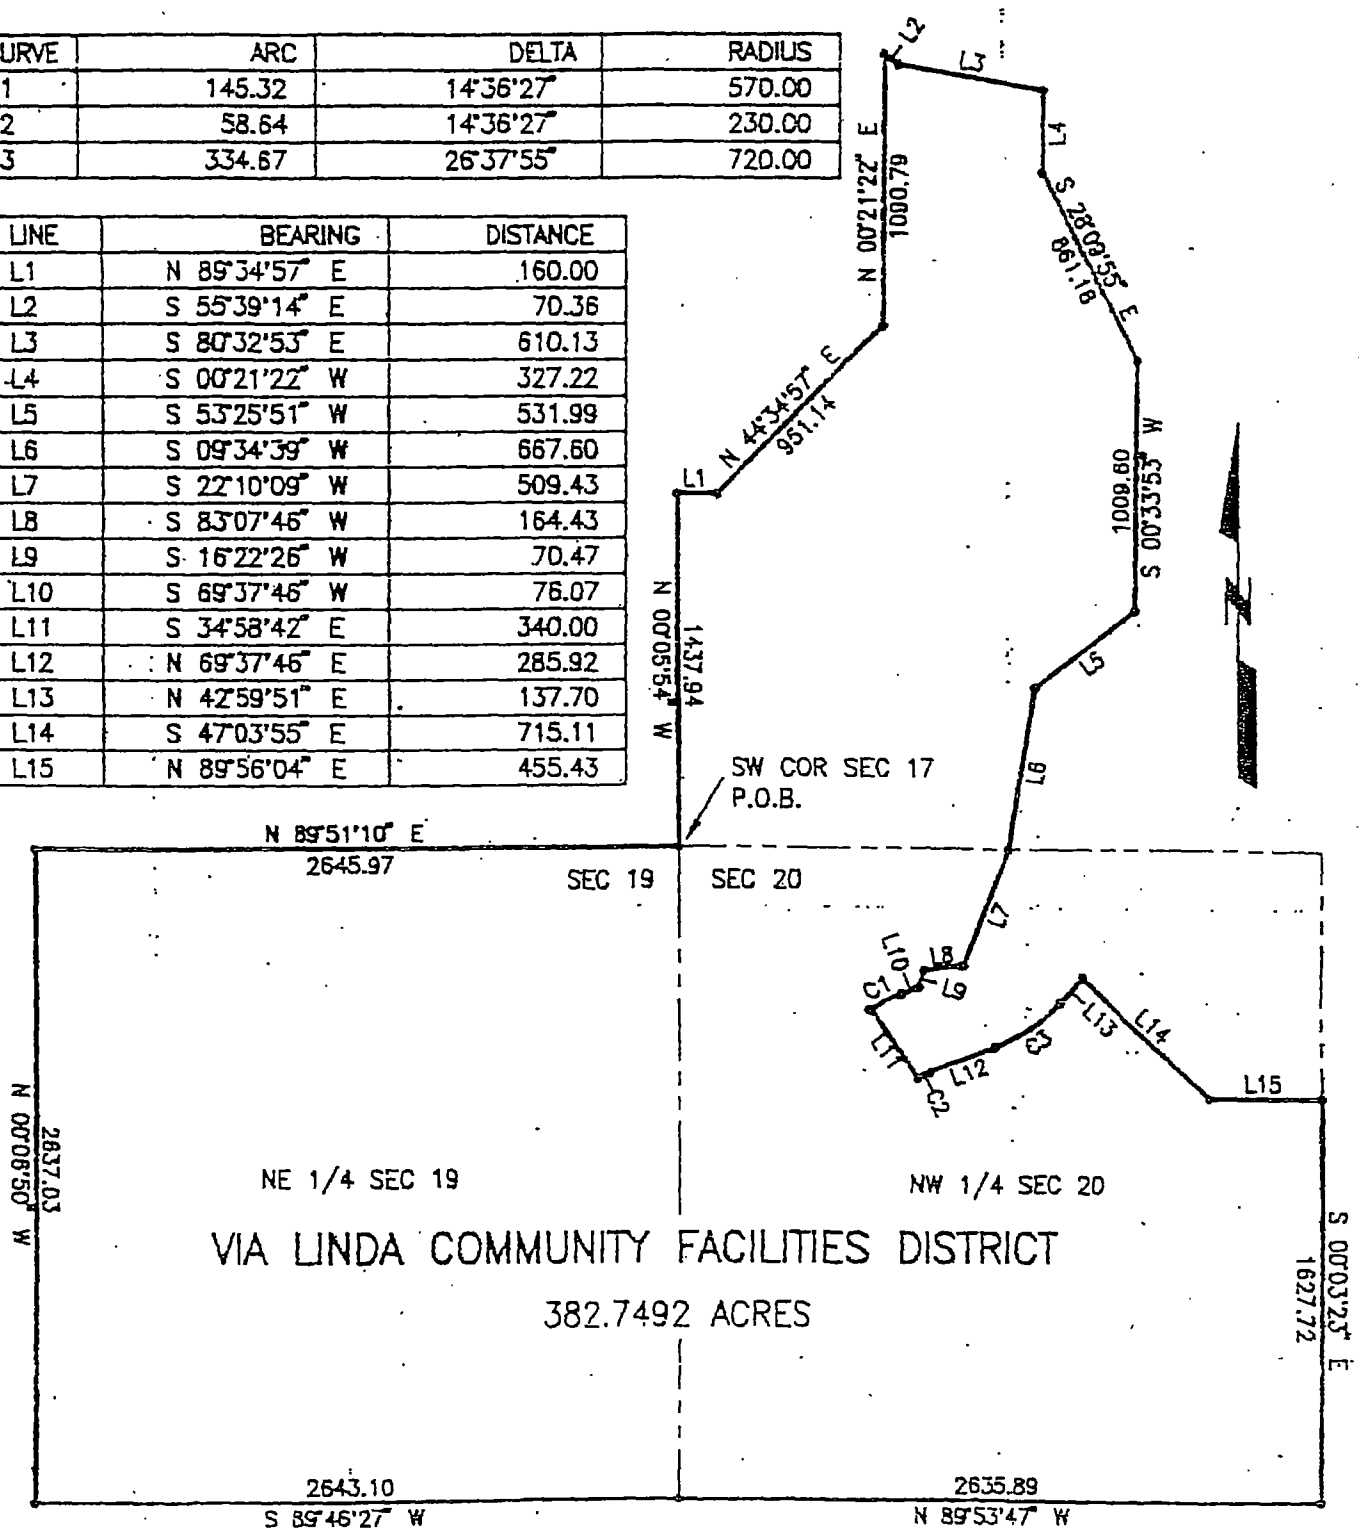 URVE ARC DELTA RADIUS
1 145.32 14°36'27" 570.00
2 58.64 14°36'27" 230.00
3 334.67 26°37'55" 720.00
LINE BEARING DISTANCE
L1 N 89°34'57" E 160.00
L2 S 55°39'14" E 70.36
L3 S 80°32'53" E 610.13
L4 S 00°21'22" W 327.22
L5 S 53°25'51" W 531.99
L6 S 09°34'39" W 667.60
L7 S 22°10'09" W 509.43
L8 S 83°07'46" W 164.43
L9 S 16°22'26" W 70.47
L10 S 69°37'46" W 76.07
L11 S 34°58'42" E 340.00
L12 N 69°37'46" E 285.92
L13 N 42°59'51" E 137.70
L14 S 47°03'55" E 715.11
L15 N 89°56'04" E 455.43
L2
L3
L4
N 00°21'22" E
1090.79
S 28°09'55" E
861.18
N 44°34'57" E
951.14
L1
1009.60
S 00°33'53" W
N
L5
N 00°05'54" W
1437.94
L6
SW COR SEC 17
P.O.B.
N 89°51'10" E
2645.97
SEC 19
SEC 20
L7
L10
L8
L9
C1
L11
L12
C2
C3
L13
L14
L15
N 00°06'50" W
2637.03
NE 1/4 SEC 19
NW 1/4 SEC 20
VIA LINDA COMMUNITY FACILITIES DISTRICT
382.7492 ACRES
S 00°03'23" E
1627.72
2643.10
S 89°46'27" W
2635.89
N 89°53'47" W